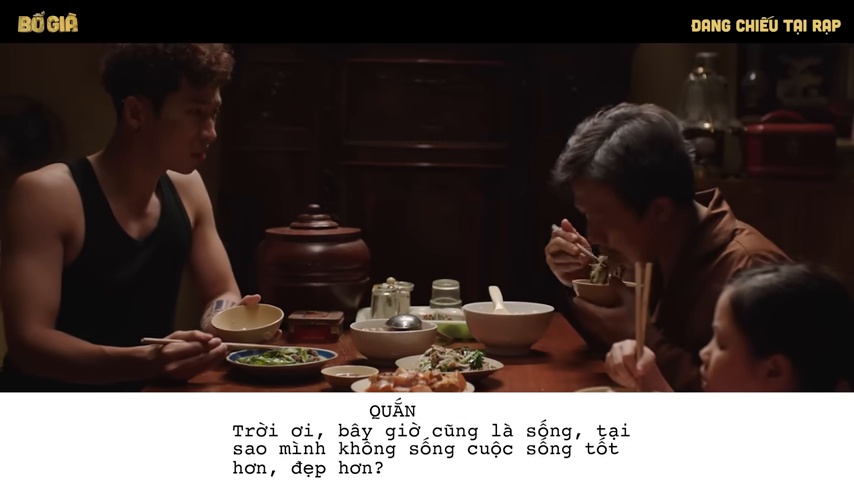 BỐ GIÀ
ĐANG CHIẾU TẠI RẠP
QUẮN
Trời ơi, bây giờ cũng là sống, tại
sao mình không sống cuộc sống tốt
hơn, đẹp hơn?